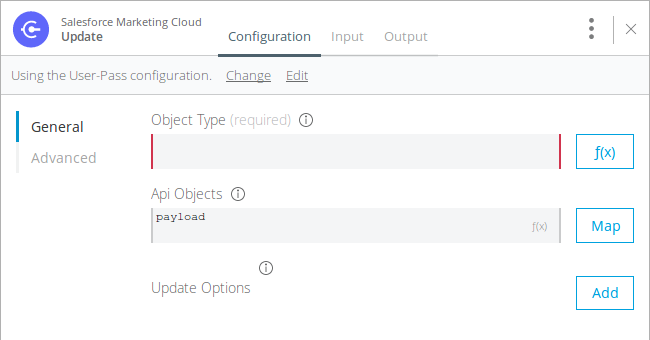 Salesforce Marketing Cloud
Update
Configuration Input Output
Using the User-Pass configuration. Change Edit
General
Advanced
Object Type (required)
ƒ(x)
Api Objects
payload
ƒ(x)
Map
Update Options
Add